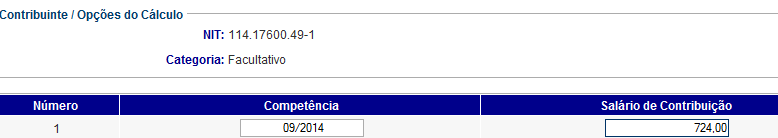 Contribuinte / Opções do Cálculo
NIT: 114.17600.49-1
Categoria: Facultativo
Número Competência Salário de Contribuição
1 09/2014 724,00